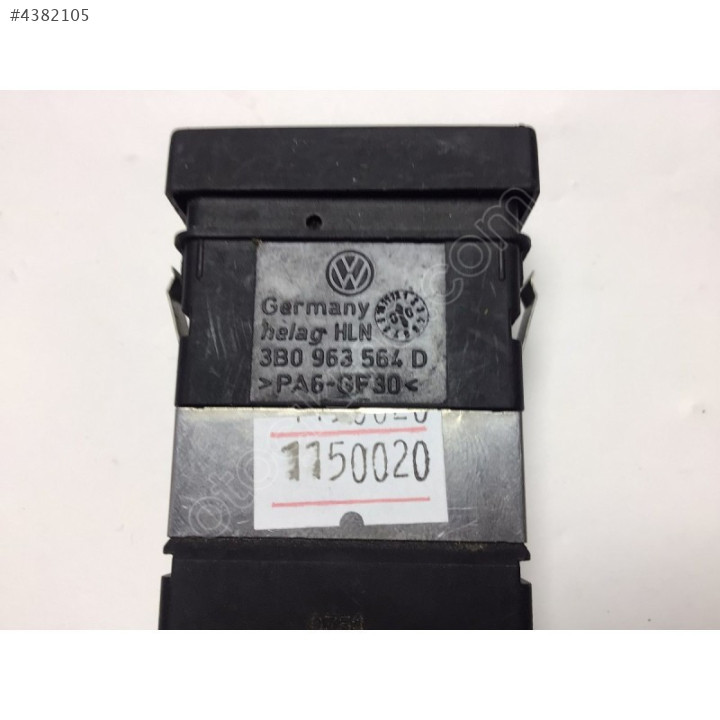 #4382105
Germany
helag HLN
3B0 963 564 D
>PA6-GF30<
1150020